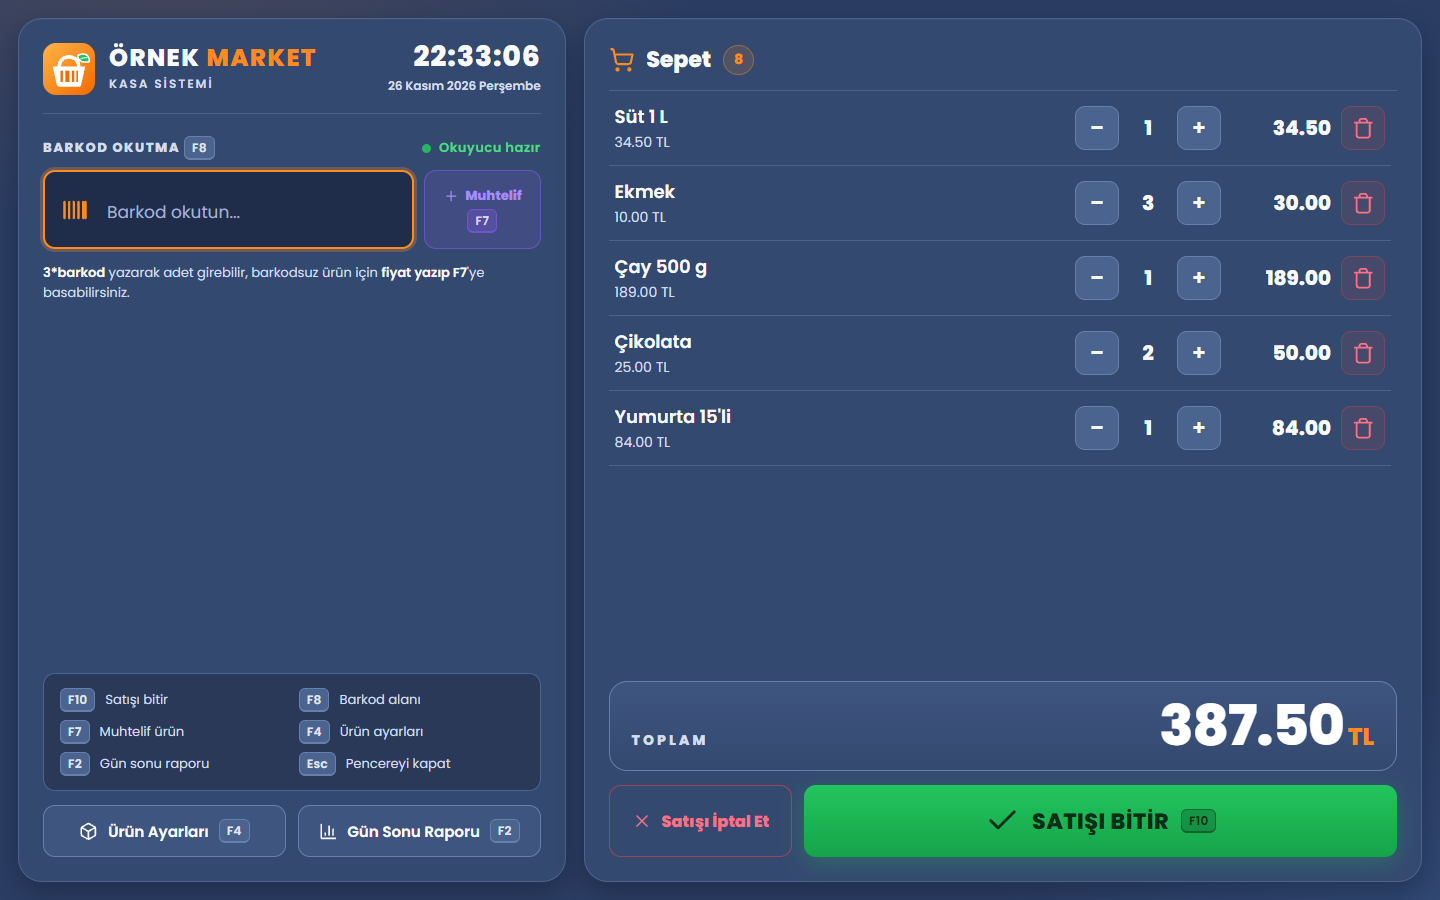 ÖRNEK MARKET
KASA SİSTEMİ
22:33:06
26 Kasım 2026 Perşembe
BARKOD OKUTMA F8
Okuyucu hazır
Barkod okutun...
+ Muhtelif
F7
3*barkod yazarak adet girebilir, barkodsuz ürün için fiyat yazıp F7'ye
basabilirsiniz.
F10 Satışı bitir
F8 Barkod alanı
F7 Muhtelif ürün
F4 Ürün ayarları
F2 Gün sonu raporu
Esc Pencereyi kapat
Ürün Ayarları F4
Gün Sonu Raporu F2
Sepet 8
Süt 1 L
34.50 TL
− 1 + 34.50
Ekmek
10.00 TL
− 3 + 30.00
Çay 500 g
189.00 TL
− 1 + 189.00
Çikolata
25.00 TL
− 2 + 50.00
Yumurta 15'li
84.00 TL
− 1 + 84.00
TOPLAM
387.50 TL
Satışı İptal Et
SATIŞI BİTİR F10